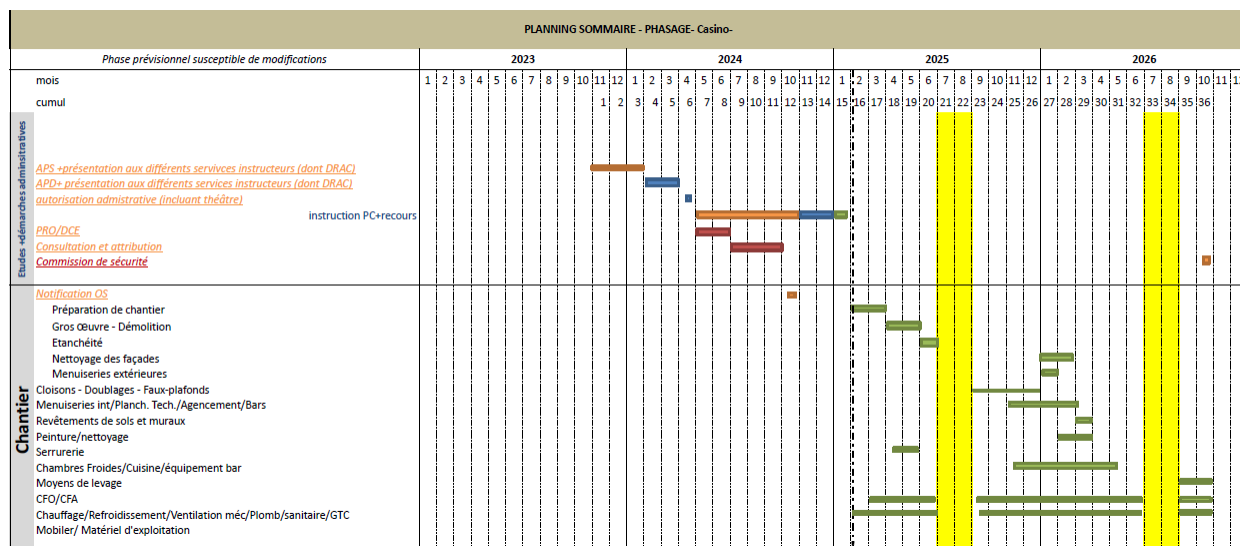 PLANNING SOMMAIRE - PHASAGE- Casino-
Phase prévisionnel susceptible de modifications 2023 2024 2025 2026
mois 1 2 3 4 5 6 7 8 9 10 11 12 1 2 3 4 5 6 7 8 9 10 11 12 1 2 3 4 5 6 7 8 9 10 11 12 1 2 3 4 5 6 7 8 9 10 11
cumul 1 2 3 4 5 6 7 8 9 10 11 12 13 14 15 16 17 18 19 20 21 22 23 24 25 26 27 28 29 30 31 32 33 34 35 36
Etudes +démarches adminsitratives
APS +présentation aux différents servivces instructeurs (dont DRAC)
APD+ présentation aux différents services instructeurs (dont DRAC)
autorisation admistrative (incluant théâtre)
instruction PC+recours
PRO/DCE
Consultation et attribution
Commission de sécurité
Chantier
Notification OS
Préparation de chantier
Gros Œuvre - Démolition
Etanchéité
Nettoyage des façades
Menuiseries extérieures
Cloisons - Doublages - Faux-plafonds
Menuiseries int/Planch. Tech./Agencement/Bars
Revêtements de sols et muraux
Peinture/nettoyage
Serrurerie
Chambres Froides/Cuisine/équipement bar
Moyens de levage
CFO/CFA
Chauffage/Refroidissement/Ventilation méc/Plomb/sanitaire/GTC
Mobiler/ Matériel d'exploitation